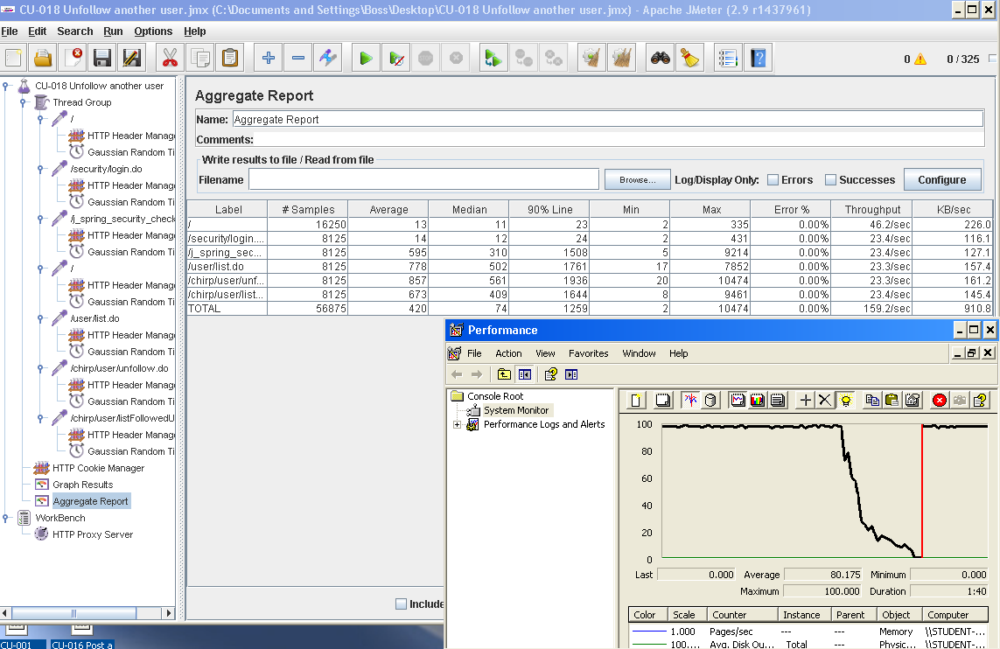 CU-018 Unfollow another user.jmx (C:\Documents and Settings\Boss\Desktop\CU-018 Unfollow another user.jmx) - Apache JMeter (2.9 r1437961)
File Edit Search Run Options Help
0 0 / 325
CU-018 Unfollow another user
Thread Group
/
HTTP Header Manag
Gaussian Random Ti
/security/login.do
HTTP Header Manag
Gaussian Random Ti
/j_spring_security_check
HTTP Header Manag
Gaussian Random Ti
/
HTTP Header Manag
Gaussian Random Ti
/user/list.do
HTTP Header Manag
Gaussian Random Ti
/chirp/user/unfollow.do
HTTP Header Manag
Gaussian Random Ti
/chirp/user/listFollowedU
HTTP Header Manag
Gaussian Random Ti
HTTP Cookie Manager
Graph Results
Aggregate Report
WorkBench
HTTP Proxy Server
Aggregate Report
Name: Aggregate Report
Comments:
Write results to file / Read from file
Filename Browse... Log/Display Only: Errors Successes Configure
Label # Samples Average Median 90% Line Min Max Error % Throughput KB/sec
/ 16250 13 11 23 2 335 0.00% 46.2/sec 226.0
/security/login.... 8125 14 12 24 2 431 0.00% 23.4/sec 116.1
/j_spring_sec... 8125 595 310 1508 5 9214 0.00% 23.4/sec 127.1
/user/list.do 8125 778 502 1761 17 7852 0.00% 23.3/sec 157.4
/chirp/user/unf... 8125 857 561 1936 20 10474 0.00% 23.3/sec 161.2
/chirp/user/list... 8125 673 409 1644 8 9461 0.00% 23.4/sec 145.4
TOTAL 56875 420 74 1259 2 10474 0.00% 159.2/sec 910.8
Include
Performance
File Action View Favorites Window Help
Console Root
System Monitor
Performance Logs and Alerts
100
80
60
40
20
0
Last 0.000 Average 80.175 Minimum 0.000
Maximum 100.000 Duration 1:40
Color Scale Counter Instance Parent Object Computer
1.000 Pages/sec --- --- Memory \\STUDENT-...
100.... Avg. Disk Qu... _Total --- Physic... \\STUDENT-...
CU-001 CU-016 Post a